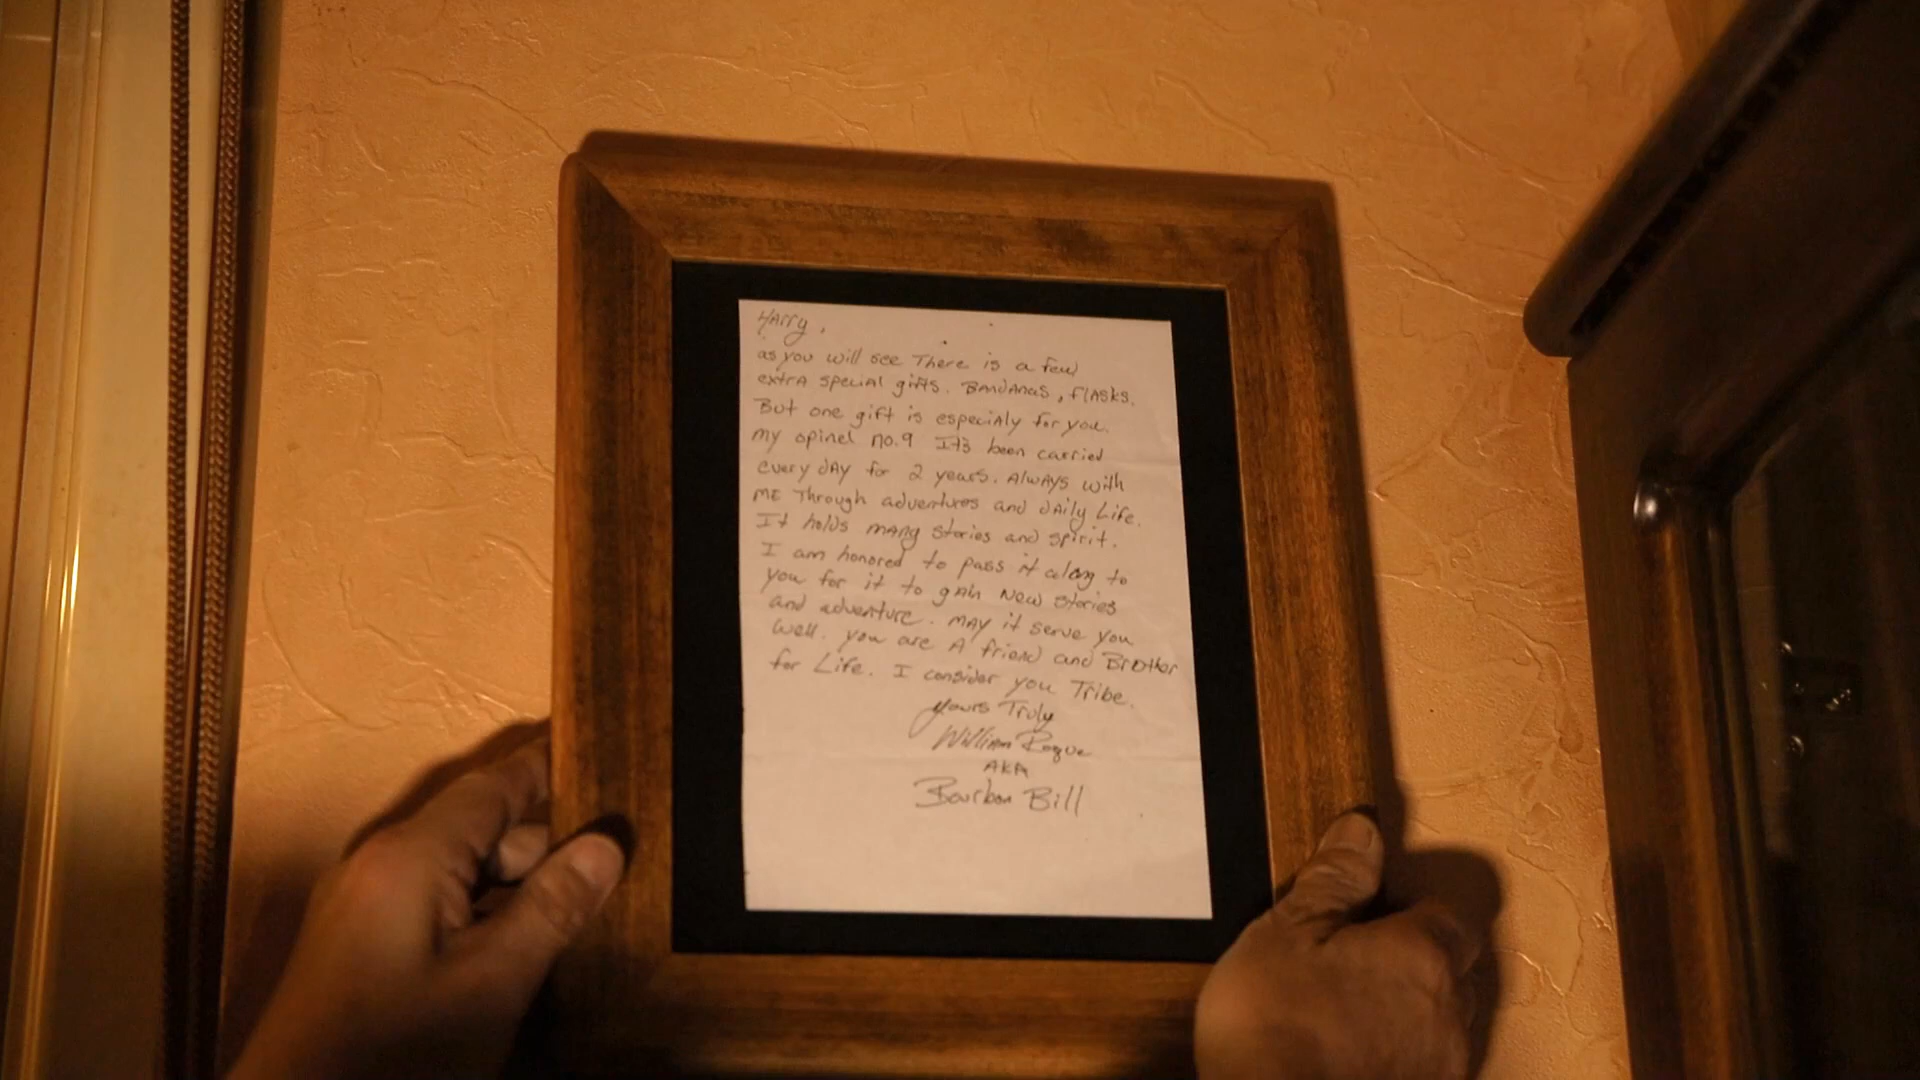 Harry,
as you will see There is a few
extra special gifts. Bandanas, flasks.
But one gift is especialy for you.
my opinel no.9 It's been carried
every day for 2 years. Always with
ME Through adventures and daily Life.
It holds many stories and spirit.
I am honored to pass it along to
you for it to gain New stories
and adventure. May it serve you
well. you are A friend and Brother
for Life. I consider you Tribe.
yours Truly
William Rogue
AKA
Bourbon Bill